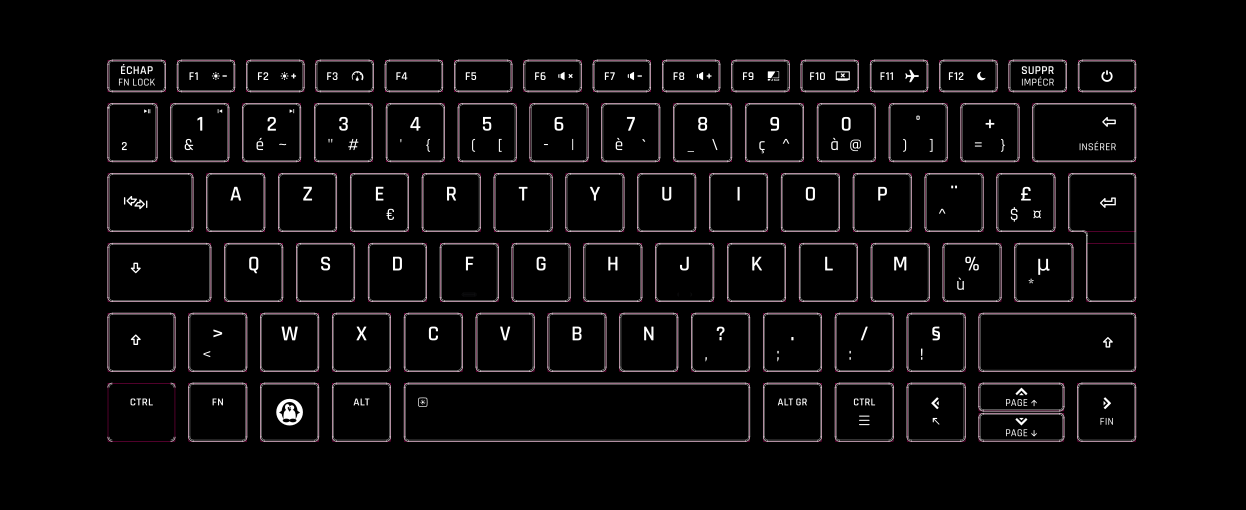 ÉCHAP F1 F2 F3 F4 F5 F6 F7 F8 F9 F10 F11 F12 SUPPR
FN LOCK IMPÉCR
1 2 3 4 5 6 7 8 9 0 ° +
2 & é ~ " # ' { ( [ - | è ` _ \ ç ^ à @ ) ] = } INSÉRER
A Z E R T Y U I O P ¨ £
€ ^ $ ¤
Q S D F G H J K L M % µ
ù *
> W X C V B N ? . / §
< , ; : !
CTRL FN ALT ALT GR CTRL PAGE ↑
↖ PAGE ↓ FIN